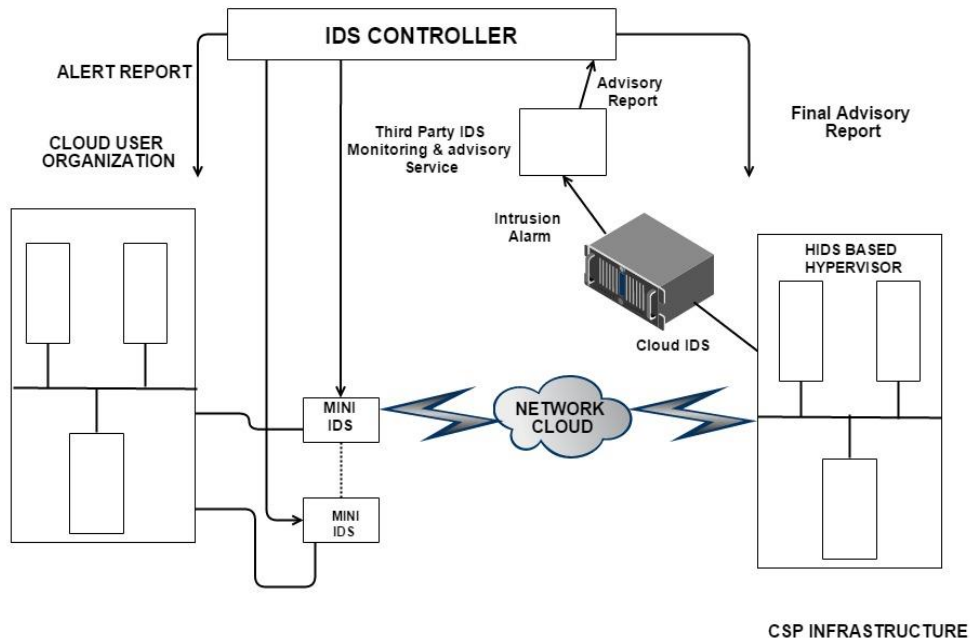 IDS CONTROLLER
ALERT REPORT
Advisory
Report
Final Advisory
Report
CLOUD USER
ORGANIZATION
Third Party IDS
Monitoring & advisory
Service
Intrusion
Alarm
HIDS BASED
HYPERVISOR
Cloud IDS
MINI
IDS
NETWORK
CLOUD
MINI
IDS
CSP INFRASTRUCTURE